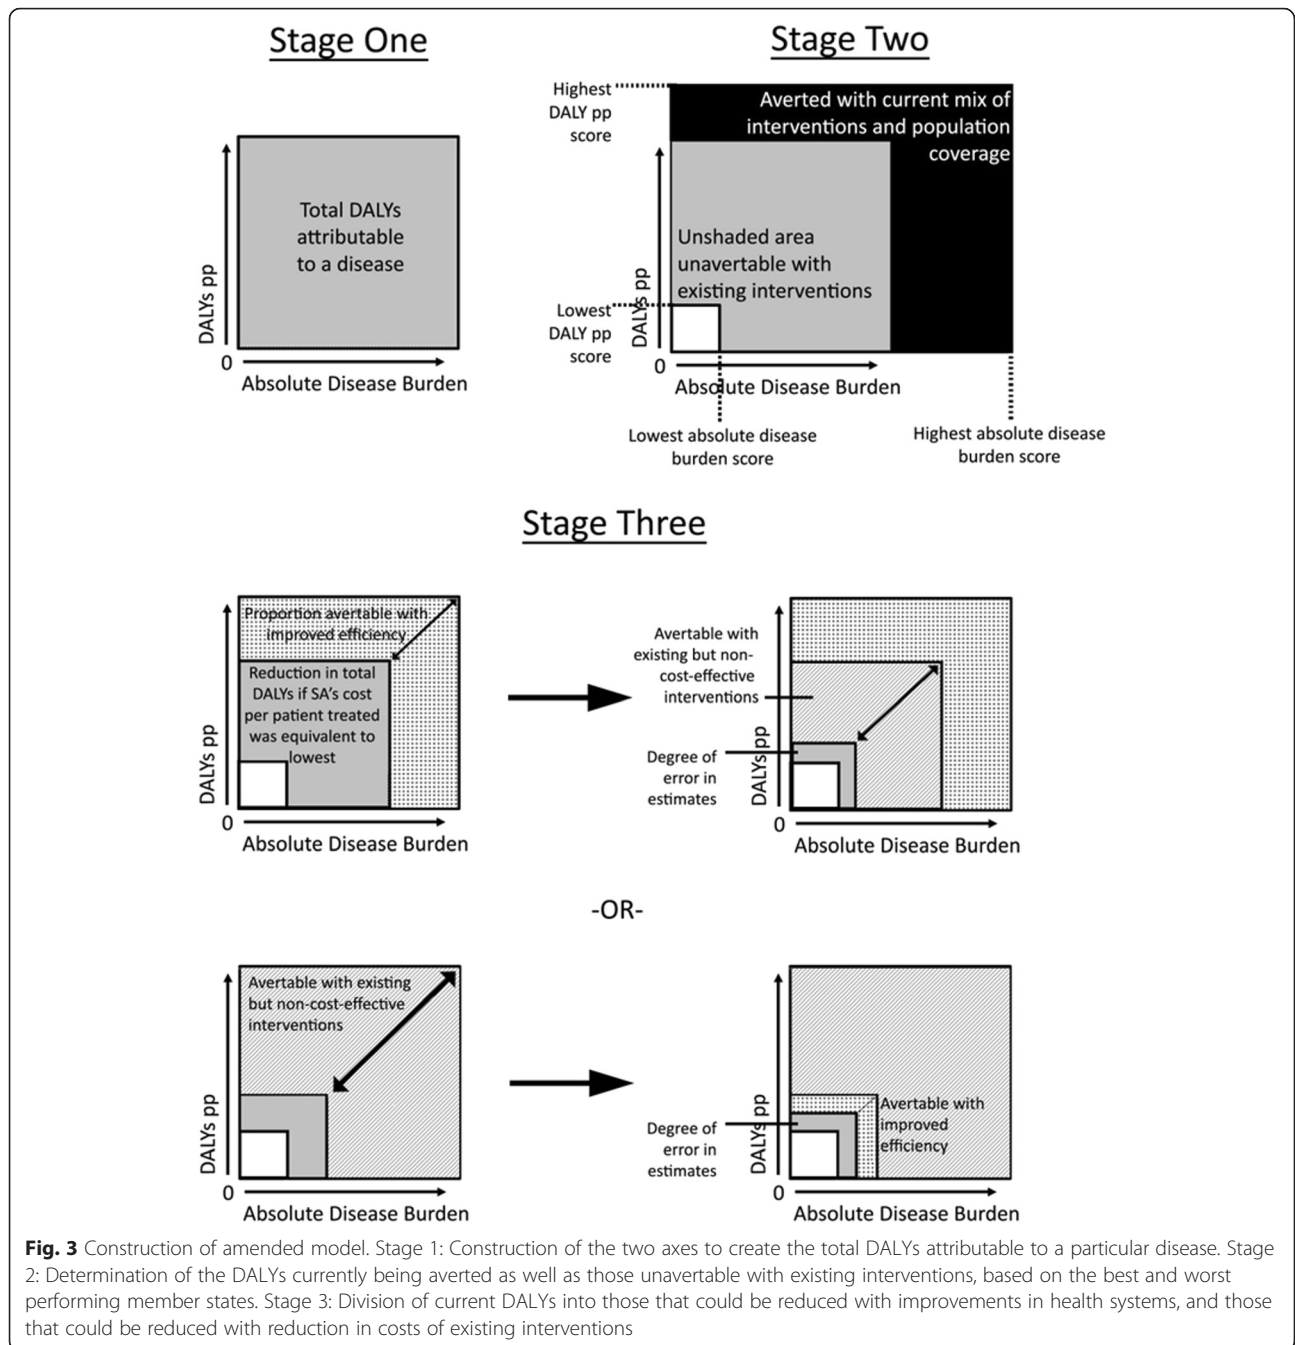 Stage One
Total DALYs
attributable
to a disease
DALYs pp
0
Absolute Disease Burden
Stage Two
Highest
DALY pp
score
Averted with current mix of
interventions and population
coverage
Unshaded area
unavertable with
existing interventions
Lowest
DALY pp
score
DALYs pp
0
Absolute Disease Burden
Lowest absolute disease
burden score
Highest absolute disease
burden score
Stage Three
Proportion avertable with
improved efficiency
Reduction in total
DALYs if SA's cost
per patient treated
was equivalent to
lowest
DALYs pp
0
Absolute Disease Burden
Avertable with
existing but non-
cost-effective
interventions
Degree of
error in
estimates
DALYs pp
0
Absolute Disease Burden
-OR-
Avertable with existing
but non-cost-effective
interventions
DALYs pp
0
Absolute Disease Burden
Degree of
error in
estimates
Avertable with
improved
efficiency
DALYs pp
0
Absolute Disease Burden
Fig. 3 Construction of amended model. Stage 1: Construction of the two axes to create the total DALYs attributable to a particular disease. Stage
2: Determination of the DALYs currently being averted as well as those unavertable with existing interventions, based on the best and worst
performing member states. Stage 3: Division of current DALYs into those that could be reduced with improvements in health systems, and those
that could be reduced with reduction in costs of existing interventions